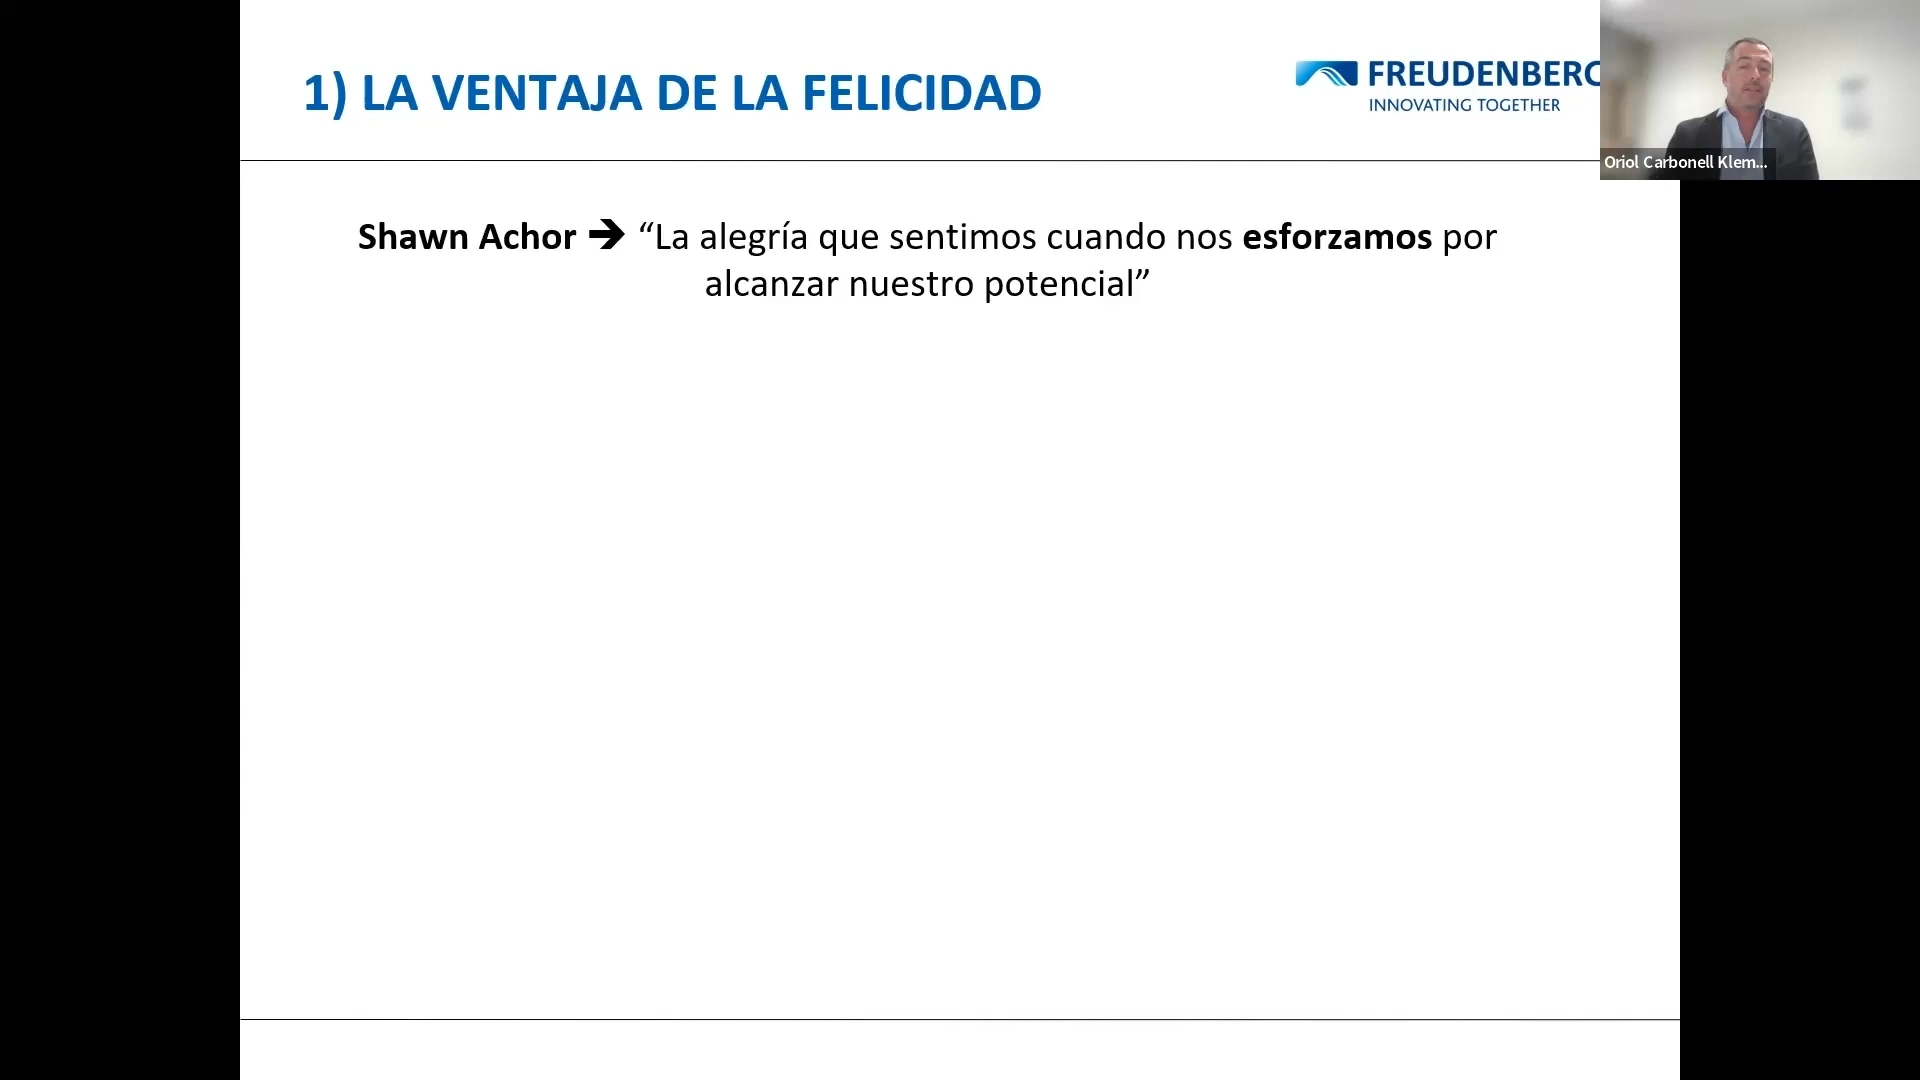 1) LA VENTAJA DE LA FELICIDAD
FREUDENBERG
INNOVATING TOGETHER
Oriol Carbonell Klem...
Shawn Achor ➔ “La alegría que sentimos cuando nos esforzamos por
alcanzar nuestro potencial”